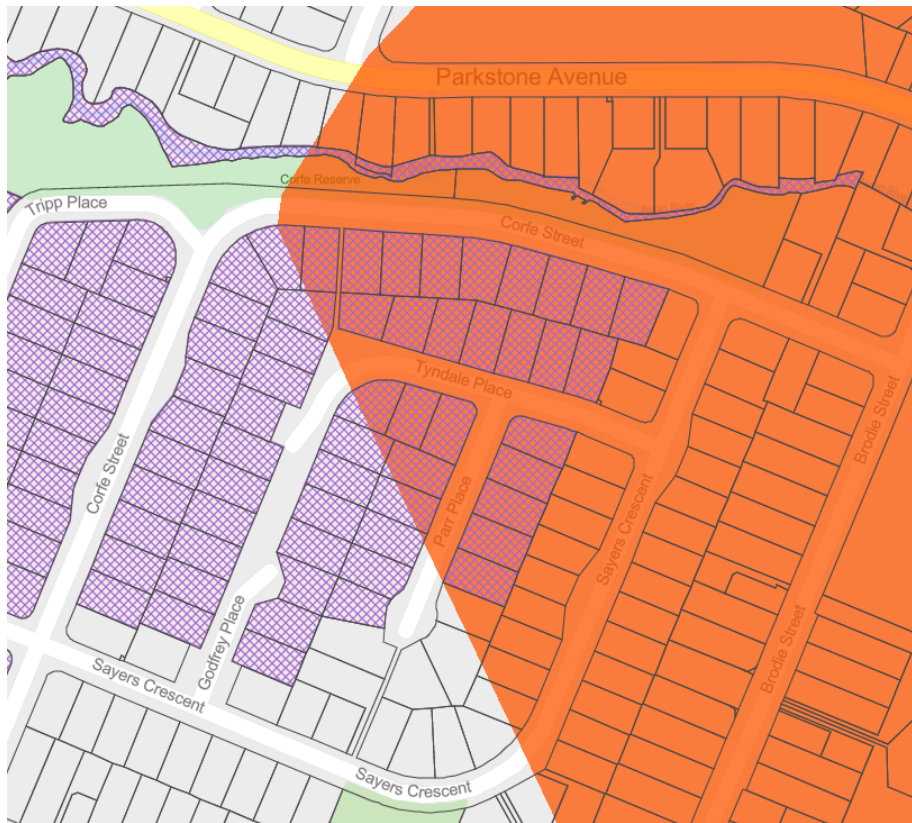 Parkstone Avenue
Corfe Reserve
Tripp Place
Corfe Street
Tyndale Place
Brodie Street
Corfe Street
Parr Place
Sayers Crescent
Godfrey Place
Brodie Street
Sayers Crescent
Sayers Crescent